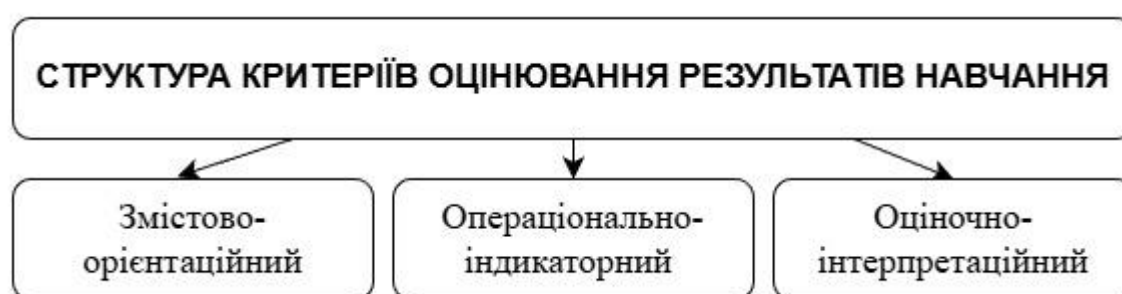 СТРУКТУРА КРИТЕРІЇВ ОЦІНЮВАННЯ РЕЗУЛЬТАТІВ НАВЧАННЯ
Змістово-
орієнтаційний
Операціонально-
індикаторний
Оціночно-
інтерпретаційний